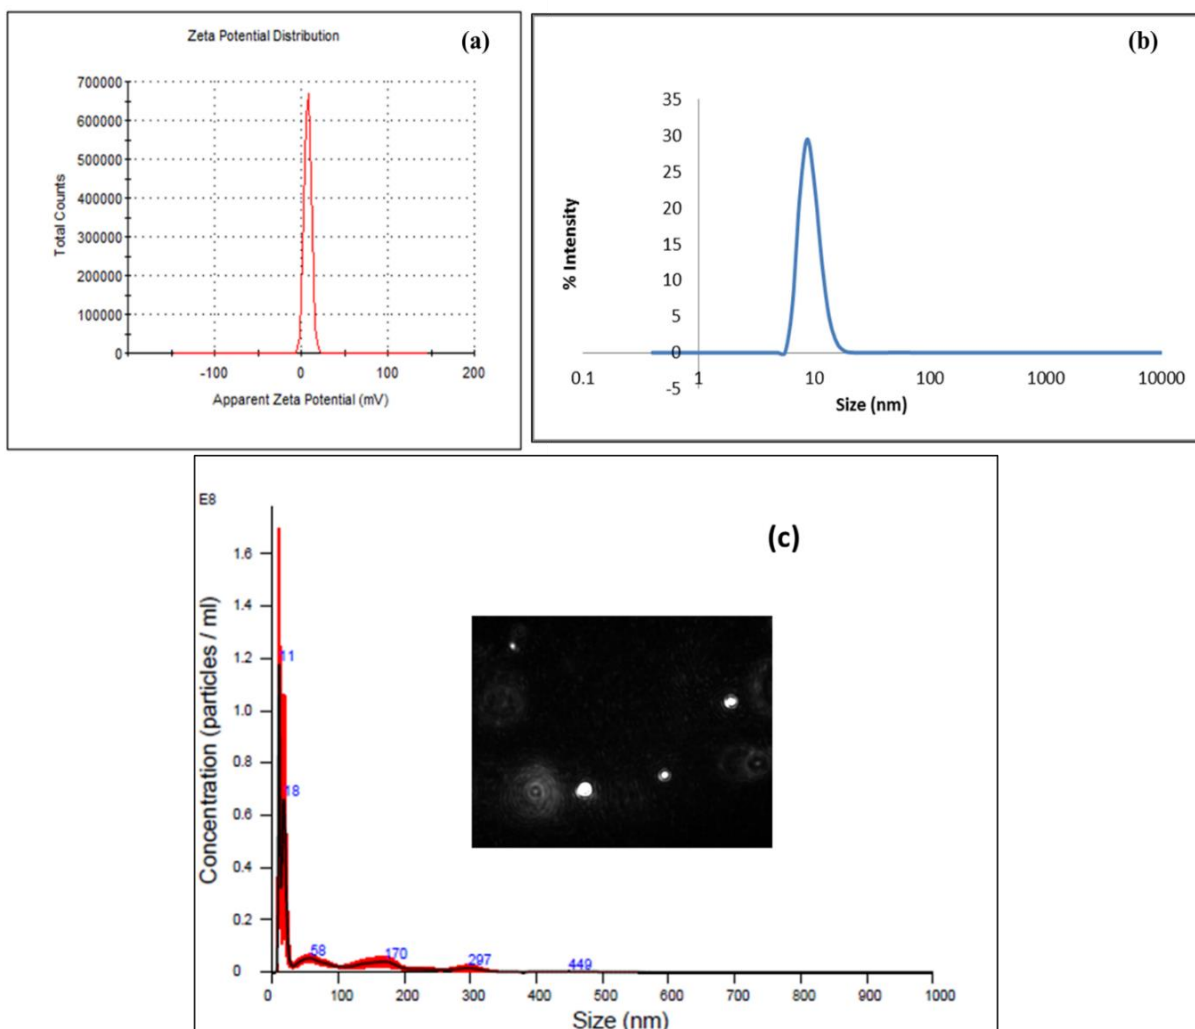 Zeta Potential Distribution
(a)
700000
600000
500000
400000
300000
200000
100000
0
Total Counts
-100 0 100 200
Apparent Zeta Potential (mV)
(b)
35
30
25
20
15
10
5
0
-5
% Intensity
0.1 1 10 100 1000 10000
Size (nm)
E8
(c)
1.6
1.4
1.2
1.0
0.8
0.6
0.4
0.2
0
Concentration (particles / ml)
11
18
58 170 297 449
0 100 200 300 400 500 600 700 800 900 1000
Size (nm)